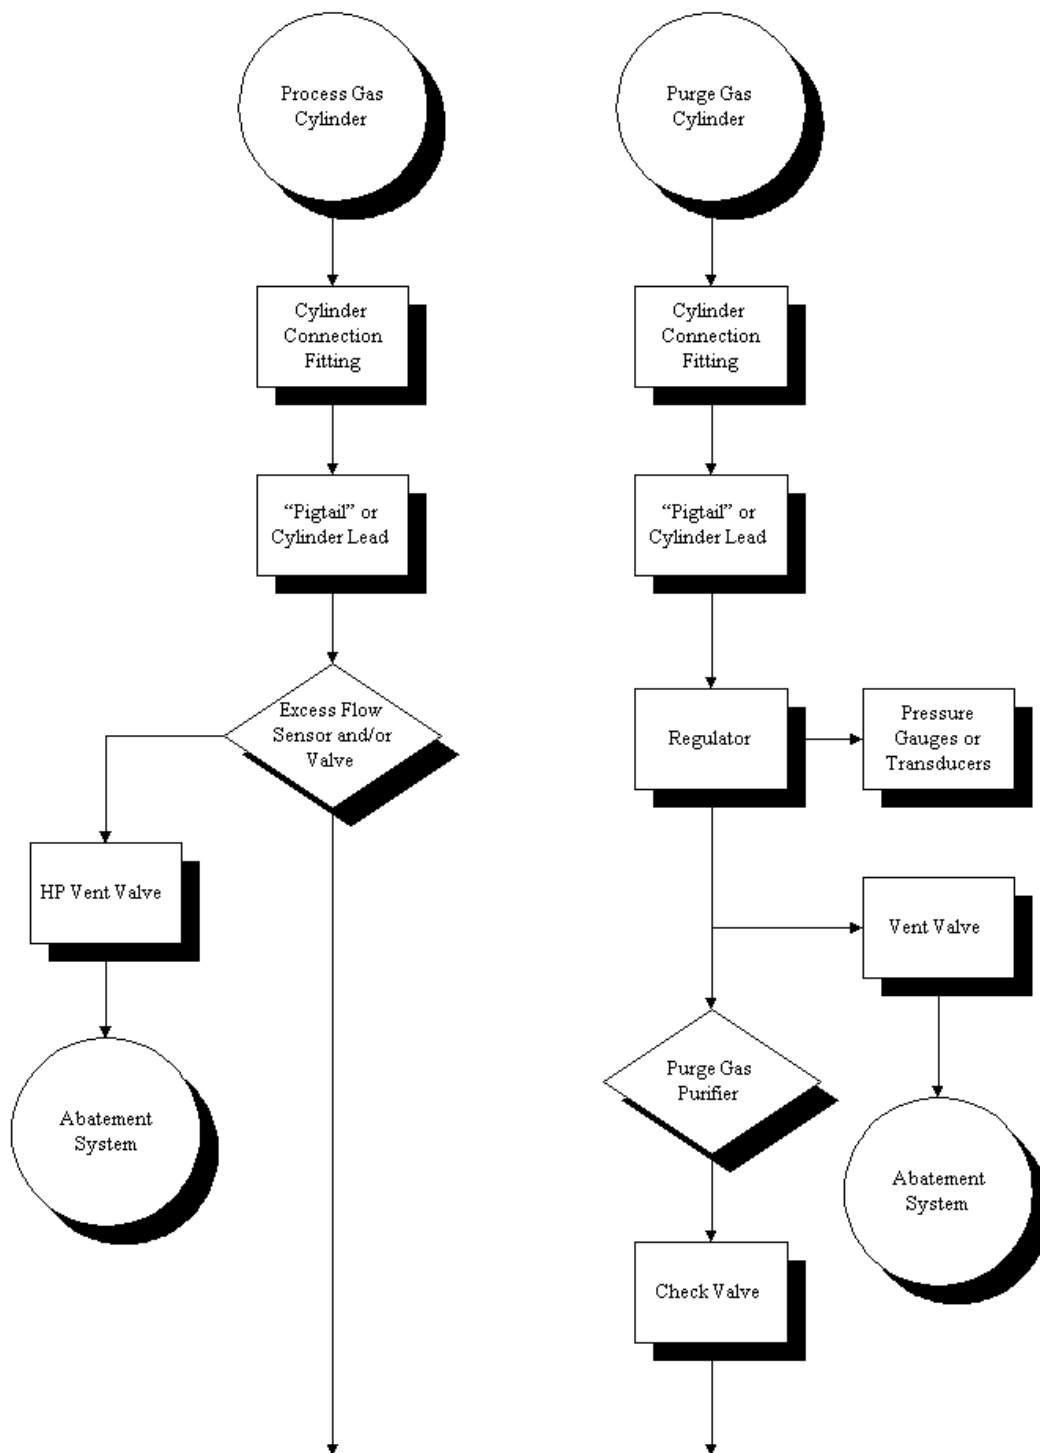 Process Gas
Cylinder
Purge Gas
Cylinder
Cylinder
Connection
Fitting
Cylinder
Connection
Fitting
“Pigtail” or
Cylinder Lead
“Pigtail” or
Cylinder Lead
Excess Flow
Sensor and/or
Valve
Regulator
Pressure
Gauges or
Transducers
HP Vent Valve
Vent Valve
Purge Gas
Purifier
Abatement
System
Abatement
System
Check Valve